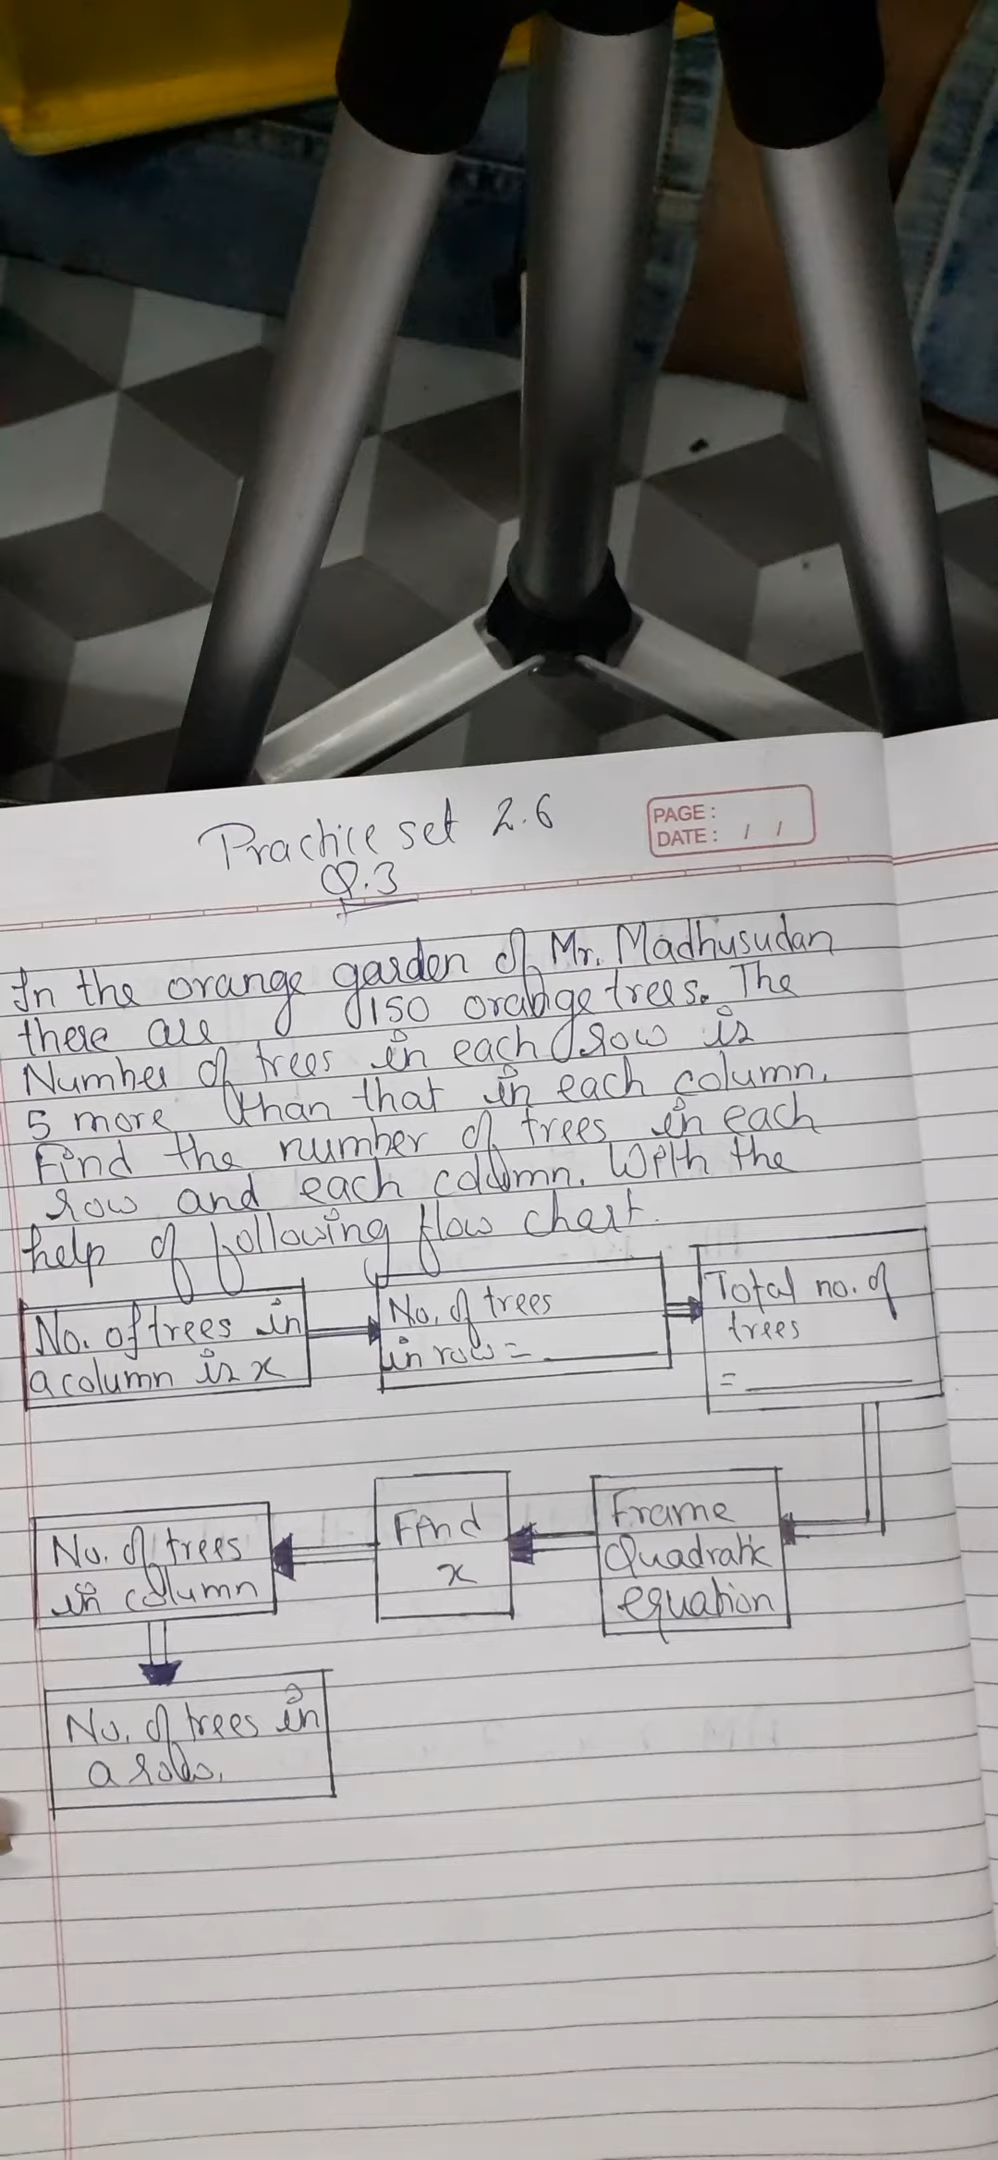 Practice set 2.6
PAGE:
DATE: / /
Q.3
In the orange garden of Mr. Madhusudan
there are 150 orange trees. The
Number of trees in each row is
5 more than that in each column.
Find the number of trees in each
row and each column. With the
help of following flow chart.
No. of trees in
a column is x
No. of trees
in row = ________
Total no. of
trees
= ________
Frame
Quadratic
equation
Find
x
No. of trees
in column
No. of trees in
a row.